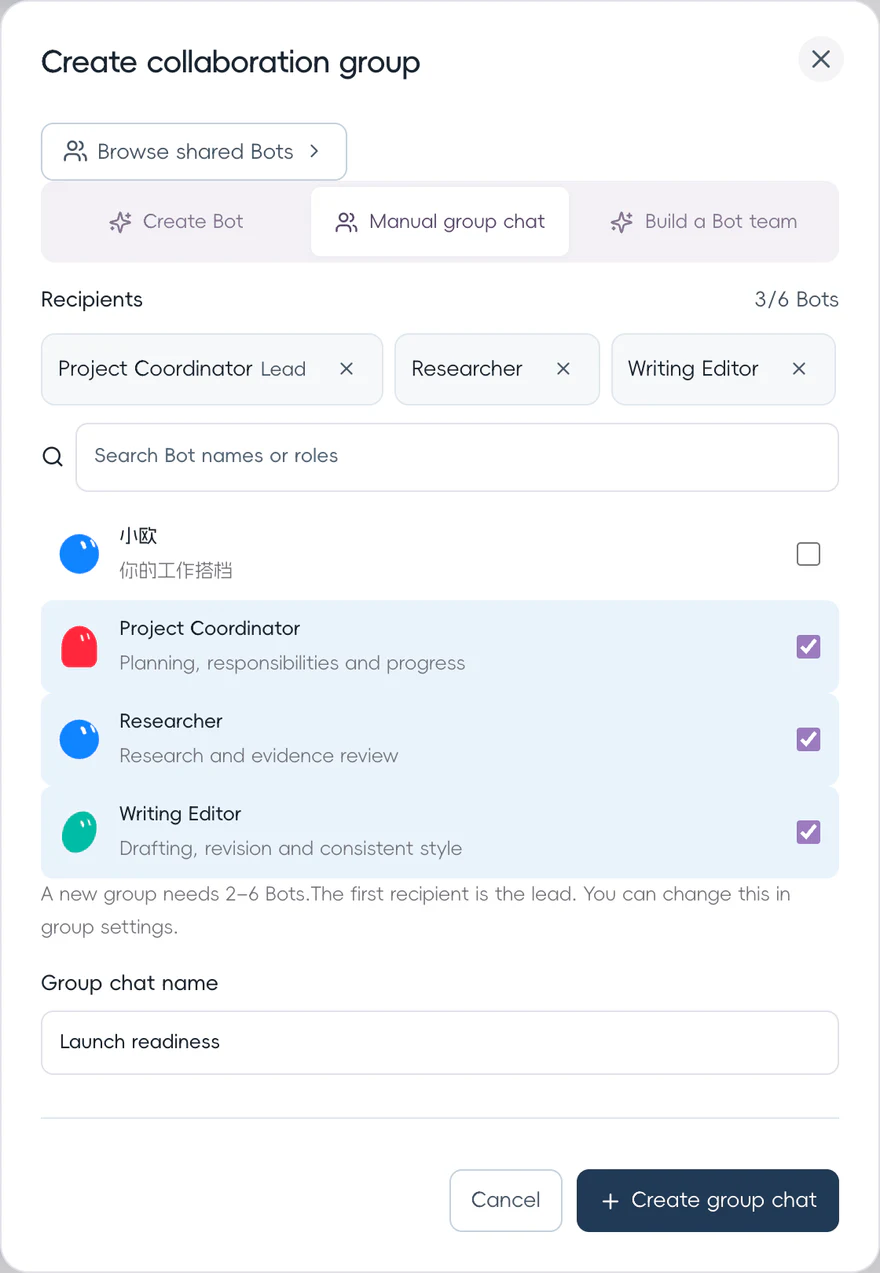 Create collaboration group
Browse shared Bots
Create Bot
Manual group chat
Build a Bot team
Recipients
3/6 Bots
Project Coordinator Lead
Researcher
Writing Editor
Search Bot names or roles
小欧
你的工作搭档
Project Coordinator
Planning, responsibilities and progress
Researcher
Research and evidence review
Writing Editor
Drafting, revision and consistent style
A new group needs 2–6 Bots.The first recipient is the lead. You can change this in
group settings.
Group chat name
Launch readiness
Cancel
+ Create group chat